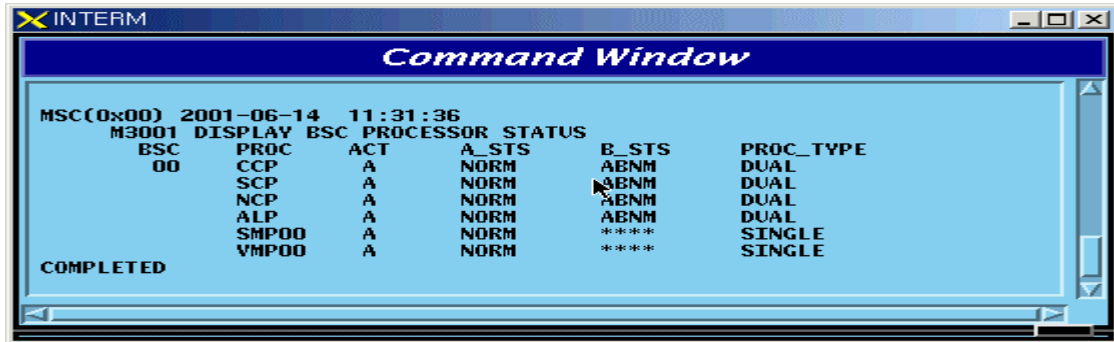 INTERM
Command Window
MSC(0x00) 2001-06-14 11:31:36
M3001 DISPLAY BSC PROCESSOR STATUS
BSC PROC ACT A_STS B_STS PROC_TYPE
00 CCP A NORM ABNM DUAL
SCP A NORM ABNM DUAL
NCP A NORM ABNM DUAL
ALP A NORM ABNM DUAL
SMP00 A NORM **** SINGLE
VMP00 A NORM **** SINGLE
COMPLETED